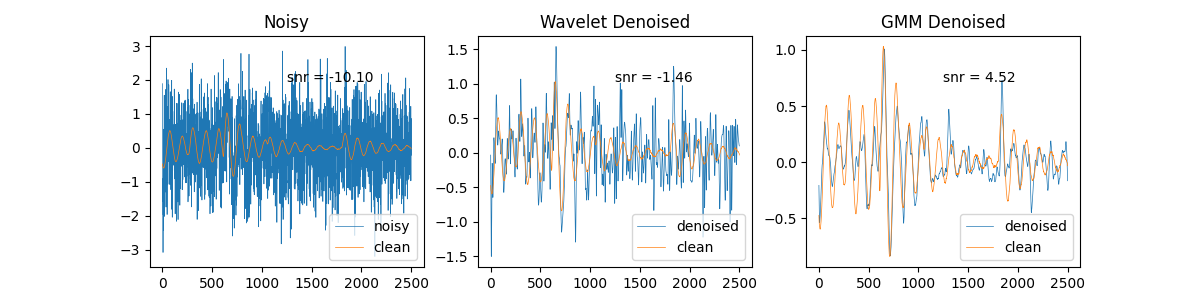 Noisy
3
2
1
0
−1
−2
−3
snr = -10.10
noisy
clean
0 500 1000 1500 2000 2500
Wavelet Denoised
1.5
1.0
0.5
0.0
−0.5
−1.0
−1.5
snr = -1.46
denoised
clean
0 500 1000 1500 2000 2500
GMM Denoised
1.0
0.5
0.0
−0.5
snr = 4.52
denoised
clean
0 500 1000 1500 2000 2500